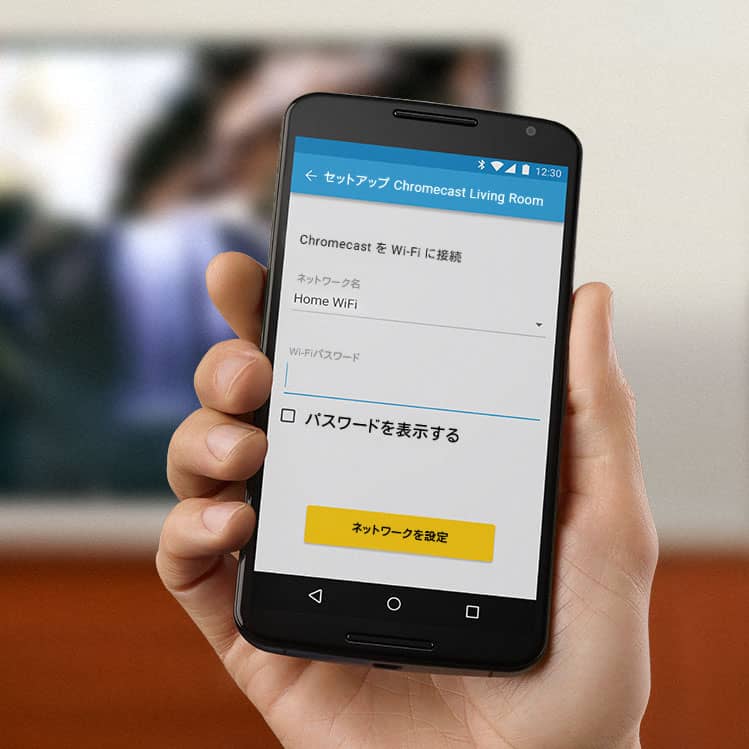 12:30
セットアップ Chromecast Living Room
Chromecast を Wi-Fi に接続
ネットワーク名
Home WiFi
Wi-Fiパスワード
パスワードを表示する
ネットワークを設定